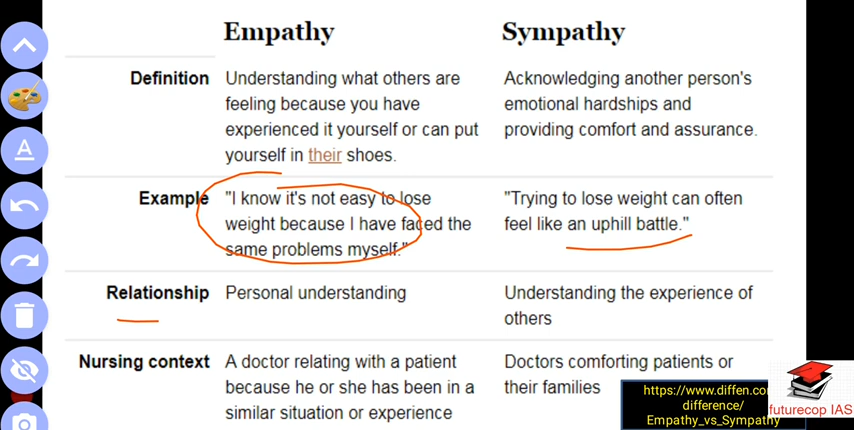 Empathy Sympathy
Definition Understanding what others are Acknowledging another person's
feeling because you have emotional hardships and
experienced it yourself or can put providing comfort and assurance.
yourself in their shoes.
Example "I know it's not easy to lose "Trying to lose weight can often
weight because I have faced the feel like an uphill battle."
same problems myself."
Relationship Personal understanding Understanding the experience of
others
Nursing context A doctor relating with a patient Doctors comforting patients or
because he or she has been in a their families
similar situation or experience
https://www.diffen.co
difference/
Empathy_vs_Sympathy
futurecop IAS
A